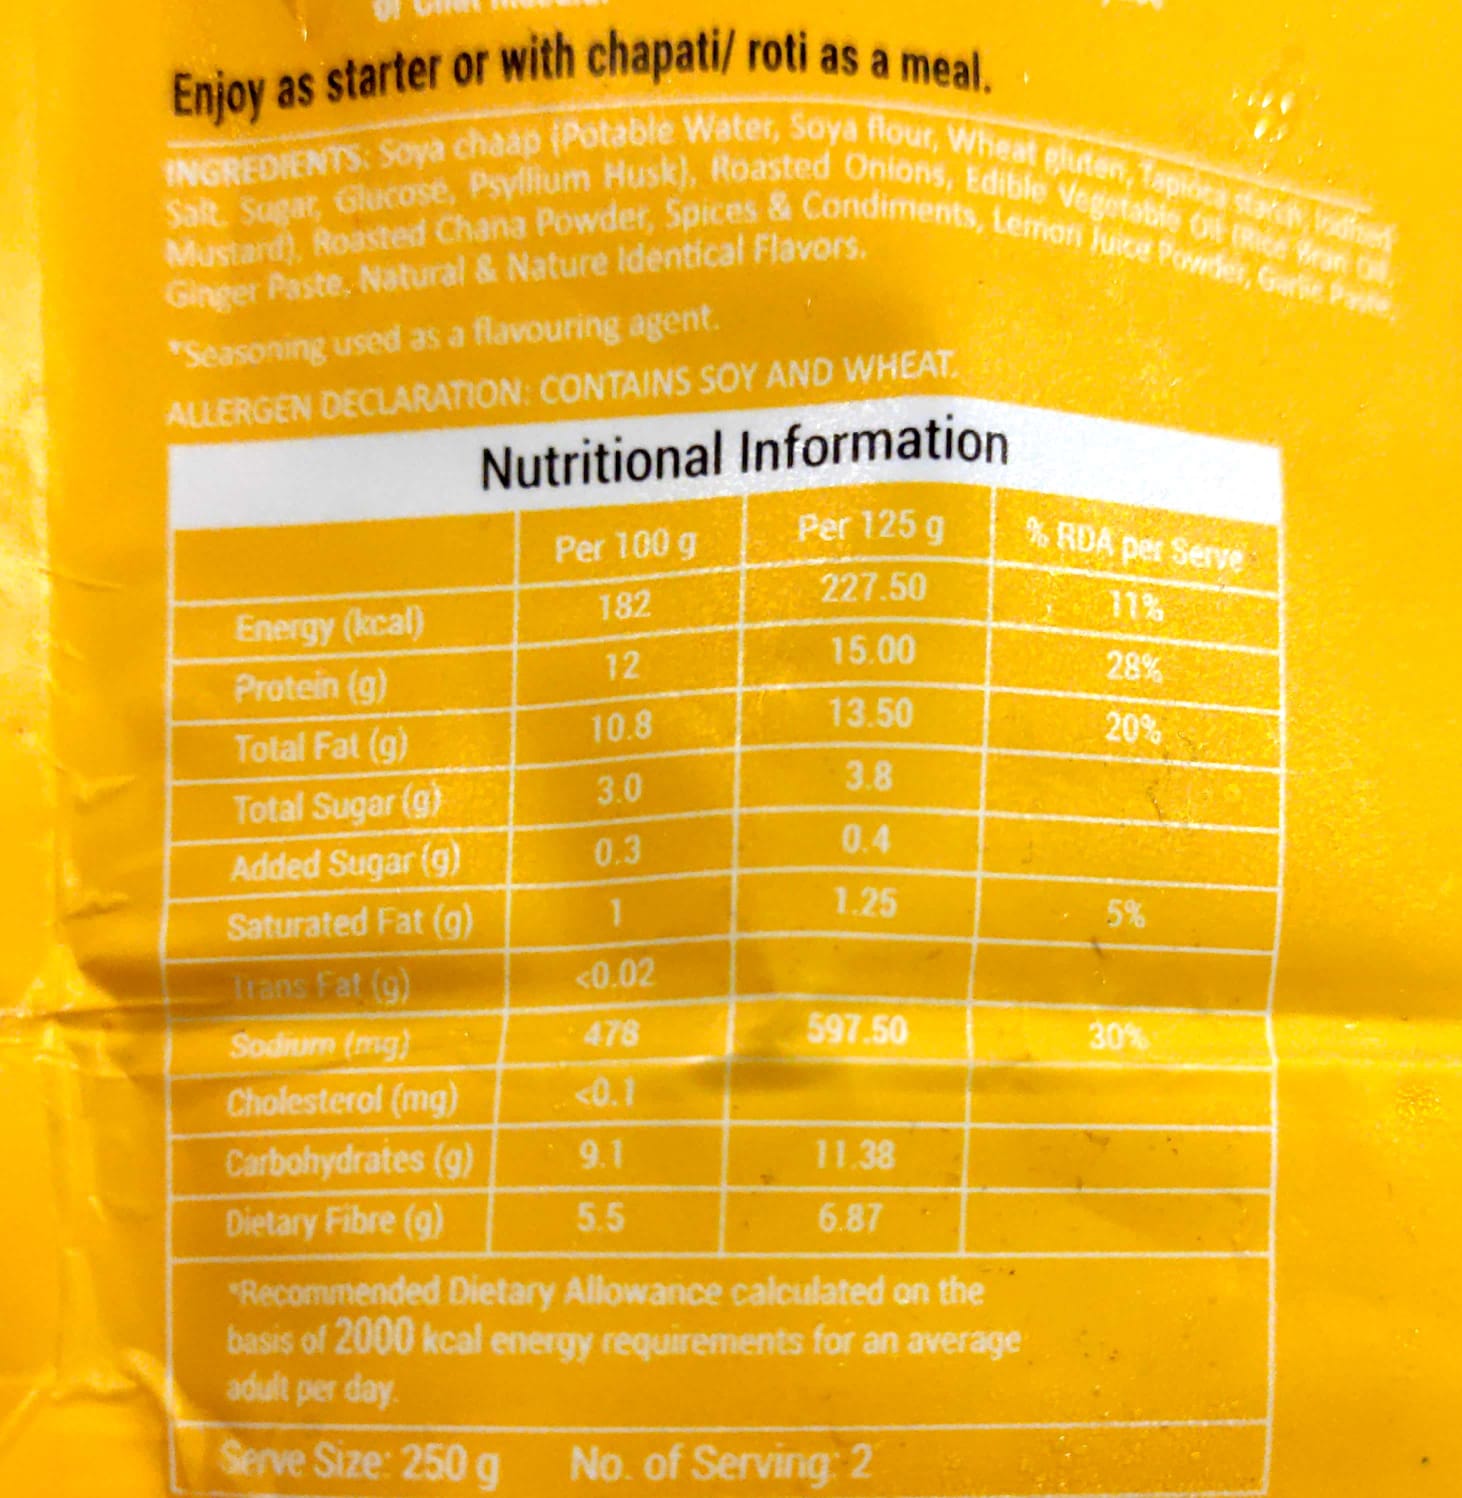 or
Enjoy as starter or with chapati/ roti as a meal.
INGREDIENTS: Soya chaap (Potable Water, Soya flour, Wheat gluten, Tapioca starch, Iodised
Salt, Sugar, Glucose, Psyllium Husk), Roasted Onions, Edible Vegetable Oil (Rice Bran Oil,
Mustard), Roasted Chana Powder, Spices & Condiments, Lemon Juice Powder, Garlic Paste,
Ginger Paste, Natural & Nature Identical Flavors.
*Seasoning used as a flavouring agent.
ALLERGEN DECLARATION: CONTAINS SOY AND WHEAT.
Nutritional Information
Per 100 g Per 125 g % RDA per Serve
Energy (kcal) 182 227.50 11%
Protein (g) 12 15.00 28%
Total Fat (g) 10.8 13.50 20%
Total Sugar (g) 3.0 3.8
Added Sugar (g) 0.3 0.4
Saturated Fat (g) 1 1.25 5%
Trans Fat (g) <0.02
Sodium (mg) 478 597.50 30%
Cholesterol (mg) <0.1
Carbohydrates (g) 9.1 11.38
Dietary Fibre (g) 5.5 6.87
*Recommended Dietary Allowance calculated on the
basis of 2000 kcal energy requirements for an average
adult per day.
Serve Size: 250 g No. of Serving: 2